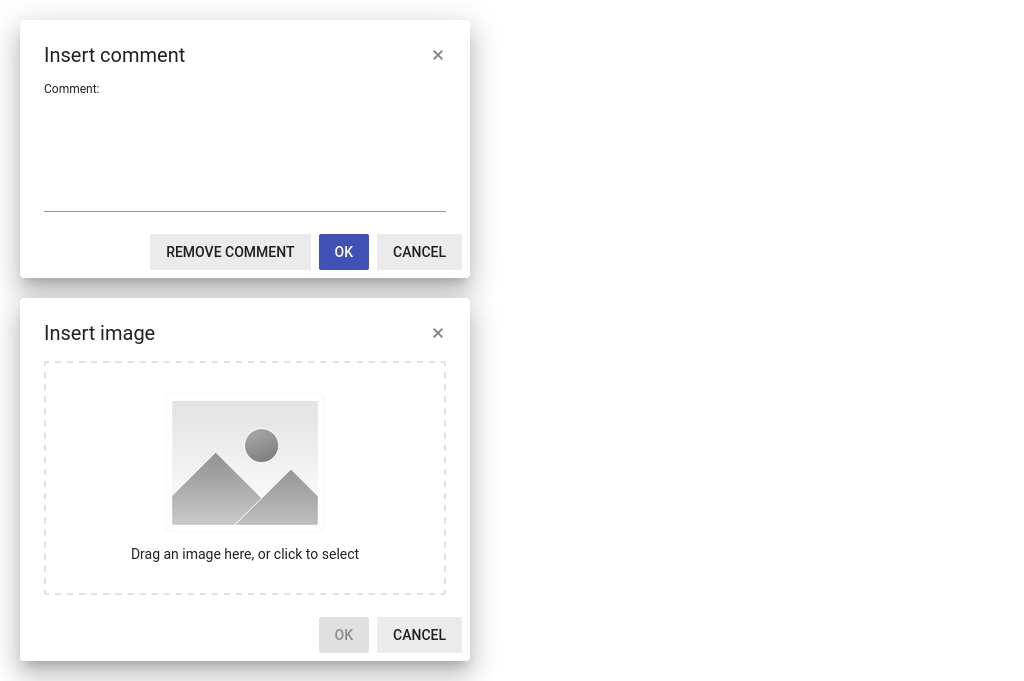 Insert comment
Comment:
REMOVE COMMENT OK CANCEL
Insert image
Drag an image here, or click to select
OK CANCEL